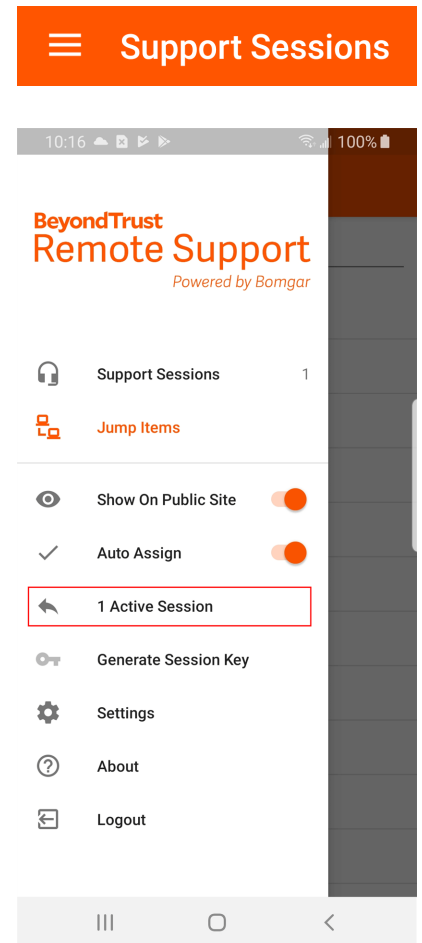 Support Sessions
10:16 100%
BeyondTrust
Remote Support
Powered by Bomgar
Support Sessions 1
Jump Items
Show On Public Site
Auto Assign
1 Active Session
Generate Session Key
Settings
About
Logout